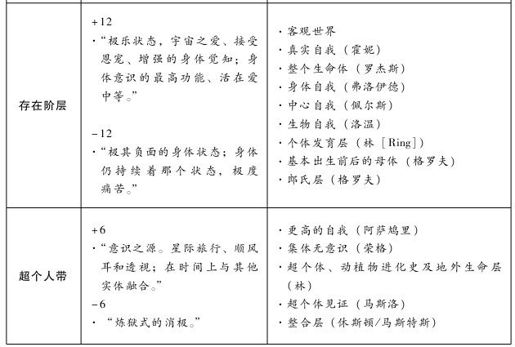 存在阶层
+12
·“极乐状态，宇宙之爱、接受
恩宠、增强的身体觉知；身
体意识的最高功能、活在爱
中等。”
-12
·“极其负面的身体状态；身体
仍持续着那个状态，极度
痛苦。”
·客观世界
·真实自我（霍妮）
·整个生命体（罗杰斯）
·身体自我（弗洛伊德）
·中心自我（佩尔斯）
·生物自我（洛温）
·个体发育层（林［Ring］）
·基本出生前后的母体（格罗夫）
·郎氏层（格罗夫）
超个人带
+6
·“意识之源。星际旅行、顺风
耳和透视；在时间上与其他
实体融合。”
-6
·“炼狱式的消极。”
·更高的自我（阿萨鸠里）
·集体无意识（荣格）
·超个体、动植物进化史及地外生命层
（林）
·超个体见证（马斯洛）
·整合层（休斯顿/马斯特斯）